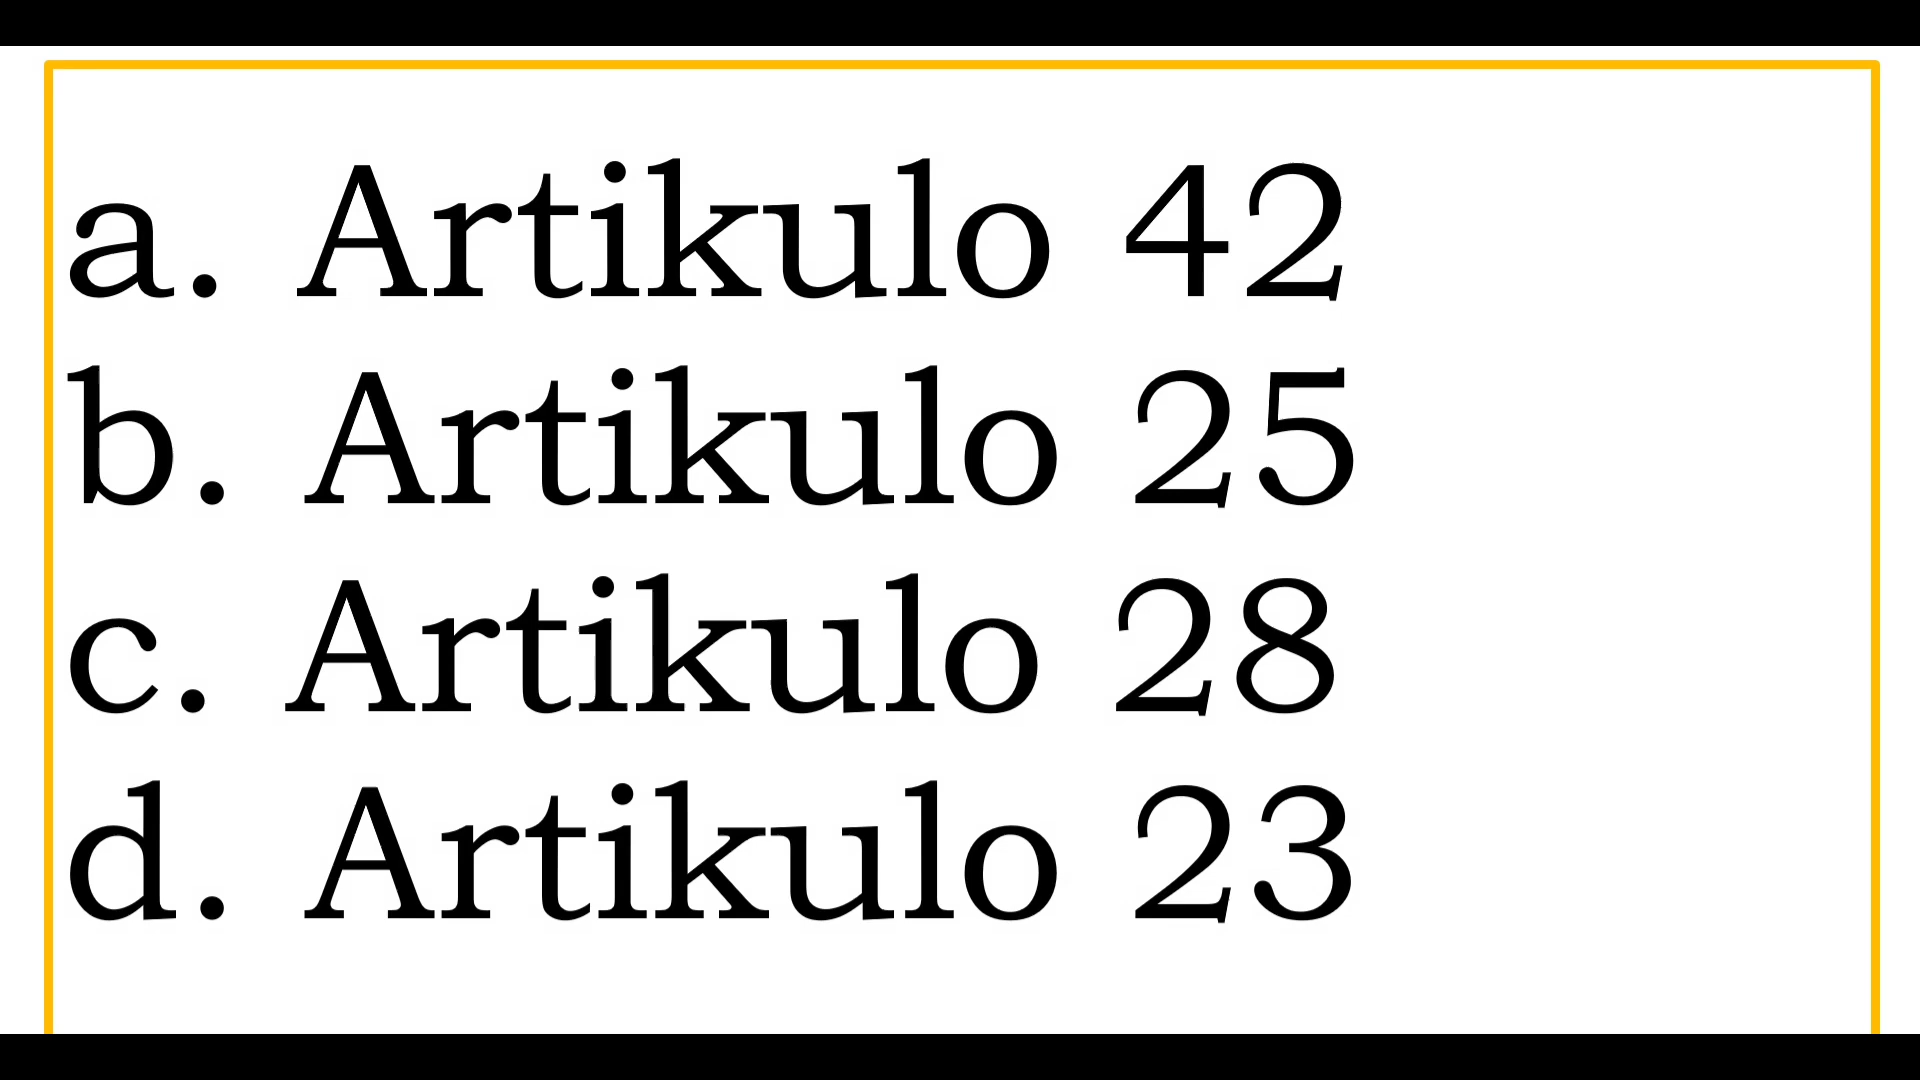 a. Artikulo 42
b. Artikulo 25
c. Artikulo 28
d. Artikulo 23